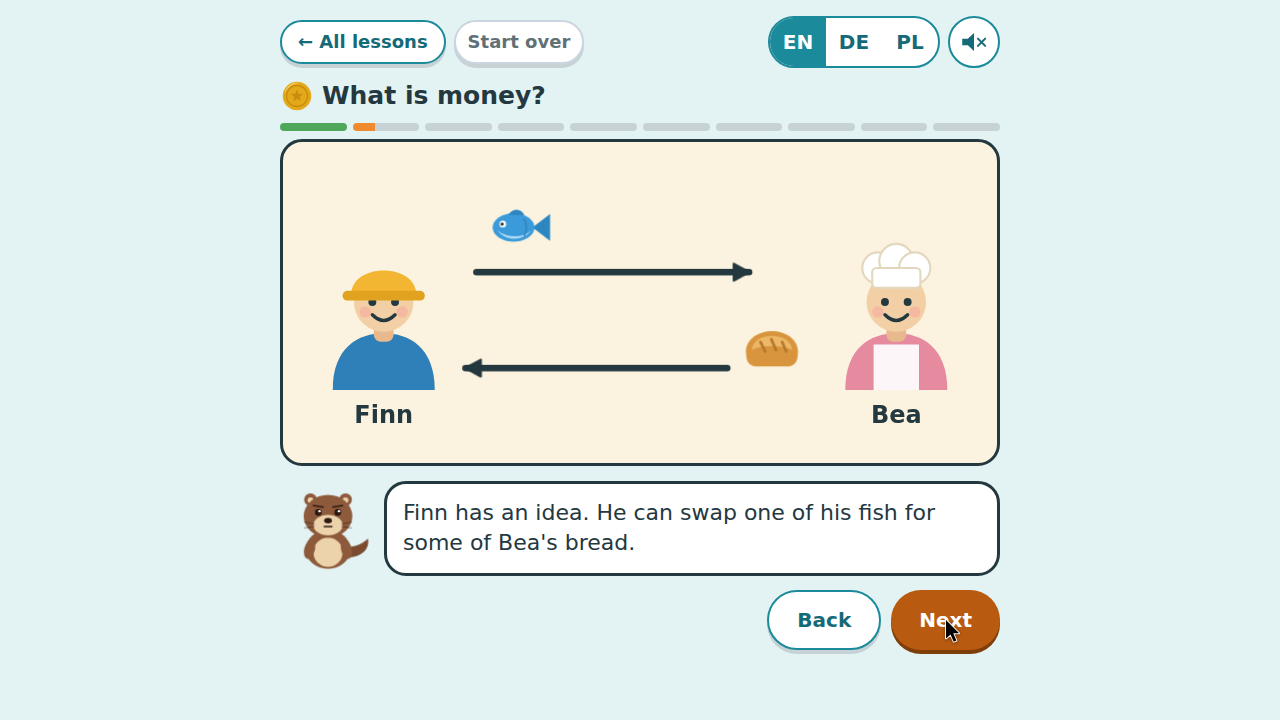 ← All lessons
Start over
EN DE PL
What is money?
Finn
Bea
Finn has an idea. He can swap one of his fish for
some of Bea's bread.
Back
Next